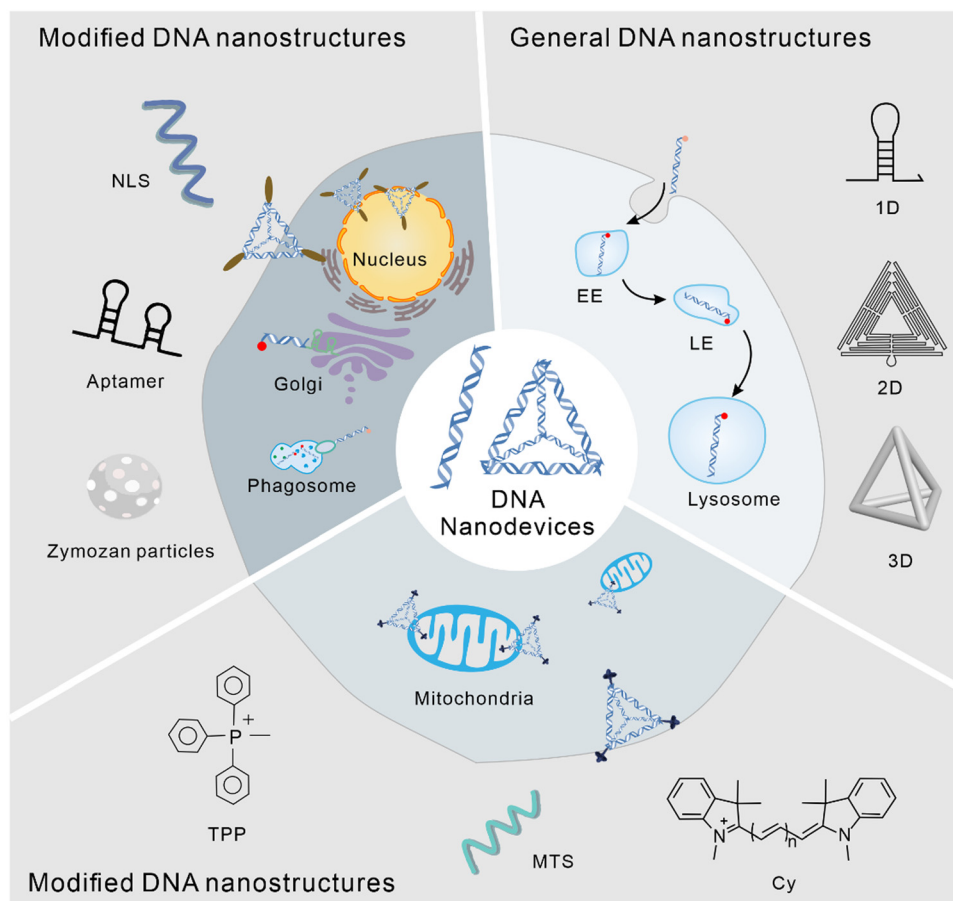 Modified DNA nanostructures
General DNA nanostructures
NLS
Nucleus
Aptamer
Golgi
Phagosome
Zymozan particles
EE
LE
Lysosome
1D
2D
3D
DNA
Nanodevices
Mitochondria
P
+
TPP
MTS
N
+
n
N
Cy
Modified DNA nanostructures